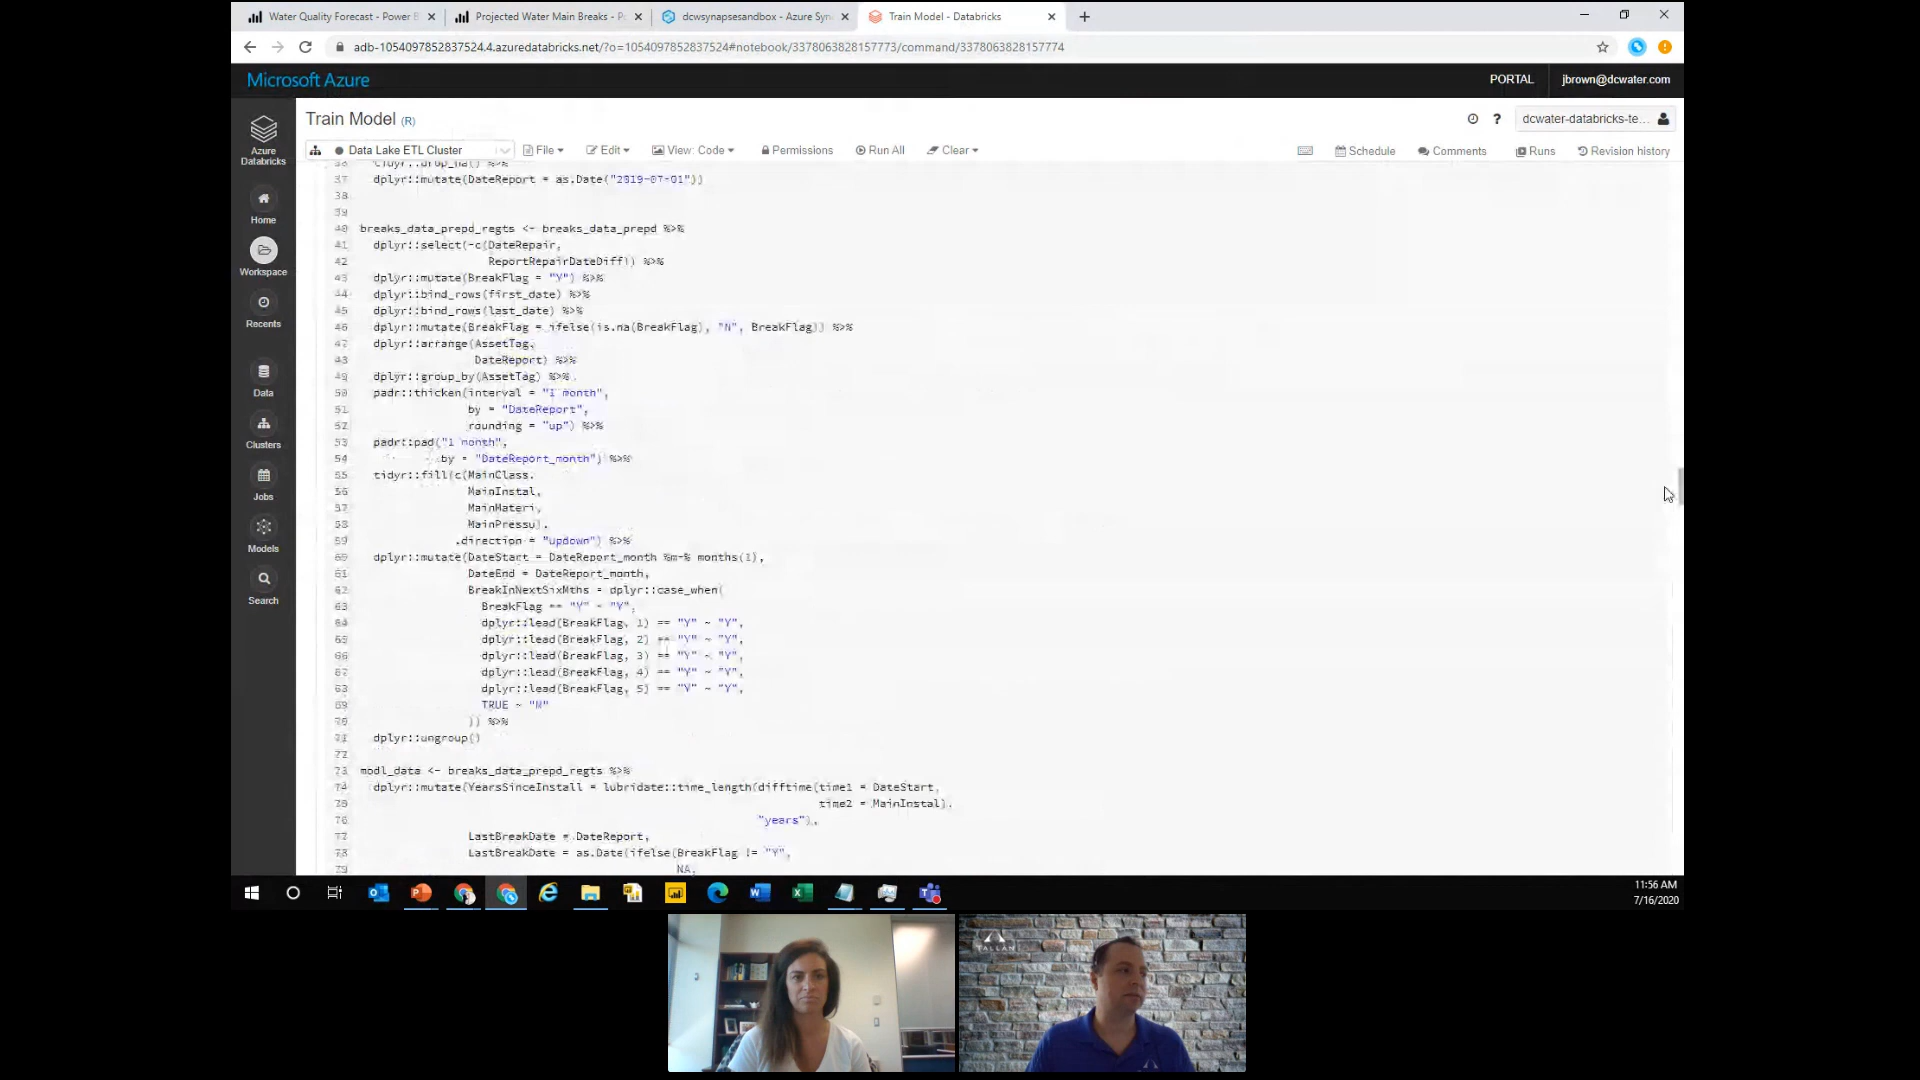 Water Quality Forecast - Power B
Projected Water Main Breaks - Po
dcwsynapsesandbox - Azure Syn
Train Model - Databricks
adb-1054097852837524.4.azuredatabricks.net/?o=1054097852837524#notebook/3378063828157773/command/3378063828157774
Microsoft Azure
PORTAL
jbrown@dcwater.com
Azure
Databricks
Home
Workspace
Recents
Data
Clusters
Jobs
Models
Search
Train Model (R)
? dcwater-databricks-te...
Data Lake ETL Cluster
File
Edit
View: Code
Permissions
Run All
Clear
Schedule
Comments
Runs
Revision history
36 tidyr::drop_na() %>%
37 dplyr::mutate(DateReport = as.Date("2019-07-01"))
38
39
40 breaks_data_prepd_regts <- breaks_data_prepd %>%
41 dplyr::select(-c(DateRepair,
42 ReportRepairDateDiff)) %>%
43 dplyr::mutate(BreakFlag = "Y") %>%
44 dplyr::bind_rows(first_date) %>%
45 dplyr::bind_rows(last_date) %>%
46 dplyr::mutate(BreakFlag = ifelse(is.na(BreakFlag), "N", BreakFlag)) %>%
47 dplyr::arrange(AssetTag,
48 DateReport) %>%
49 dplyr::group_by(AssetTag) %>%
50 padr::thicken(interval = "1 month",
51 by = "DateReport",
52 rounding = "up") %>%
53 padr::pad("1 month",
54 by = "DateReport_month") %>%
55 tidyr::fill(c(MainClass,
56 MainInstal,
57 MainMateri,
58 MainPressu),
59 .direction = "updown") %>%
60 dplyr::mutate(DateStart = DateReport_month %m-% months(1),
61 DateEnd = DateReport_month,
62 BreakInNextSixMths = dplyr::case_when(
63 BreakFlag == "Y" ~ "Y",
64 dplyr::lead(BreakFlag, 1) == "Y" ~ "Y",
65 dplyr::lead(BreakFlag, 2) == "Y" ~ "Y",
66 dplyr::lead(BreakFlag, 3) == "Y" ~ "Y",
67 dplyr::lead(BreakFlag, 4) == "Y" ~ "Y",
68 dplyr::lead(BreakFlag, 5) == "Y" ~ "Y",
69 TRUE ~ "N"
70 )) %>%
71 dplyr::ungroup()
72
73 modl_data <- breaks_data_prepd_regts %>%
74 dplyr::mutate(YearsSinceInstall = lubridate::time_length(difftime(time1 = DateStart,
75 time2 = MainInstal),
76 "years"),
77 LastBreakDate = DateReport,
78 LastBreakDate = as.Date(ifelse(BreakFlag != "Y",
79 NA,
11:56 AM
7/16/2020
TALLAN